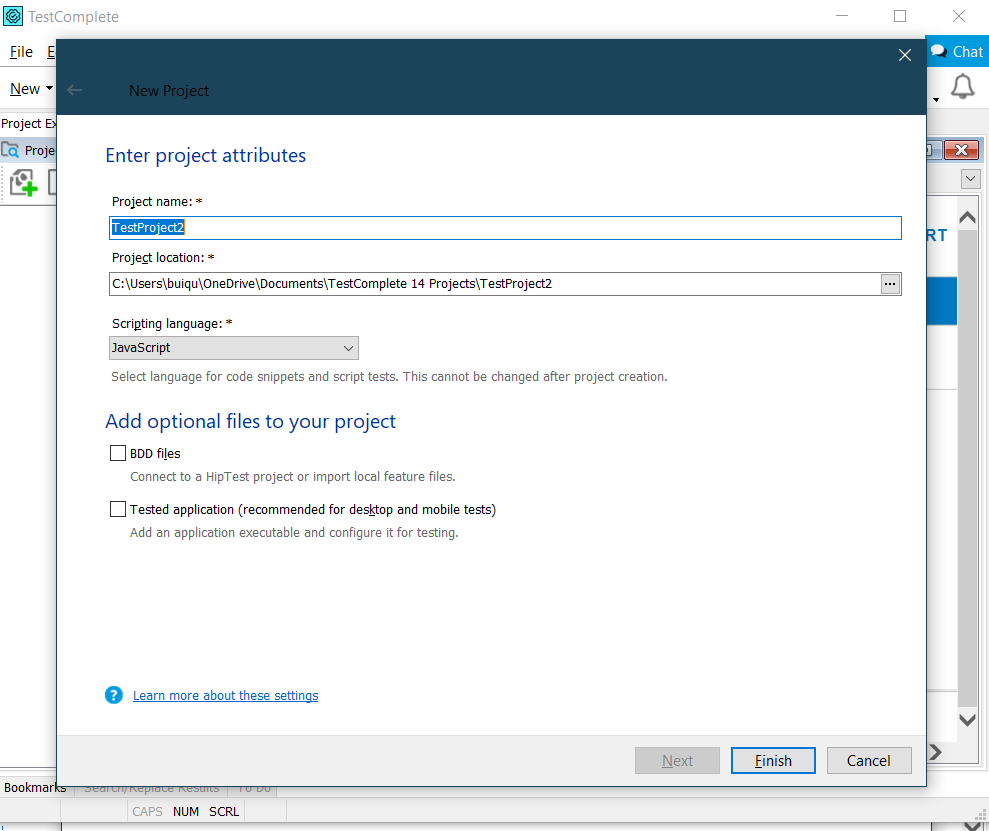 TestComplete
File E
Chat
New
New Project
Project Ex
Proje
Enter project attributes
Project name: *
TestProject2
RT
Project location: *
C:\Users\buiqu\OneDrive\Documents\TestComplete 14 Projects\TestProject2
...
Scripting language: *
JavaScript
Select language for code snippets and script tests. This cannot be changed after project creation.
Add optional files to your project
BDD files
Connect to a HipTest project or import local feature files.
Tested application (recommended for desktop and mobile tests)
Add an application executable and configure it for testing.
? Learn more about these settings
Next Finish Cancel
Bookmarks Search/Replace Results To Do
CAPS NUM SCRL